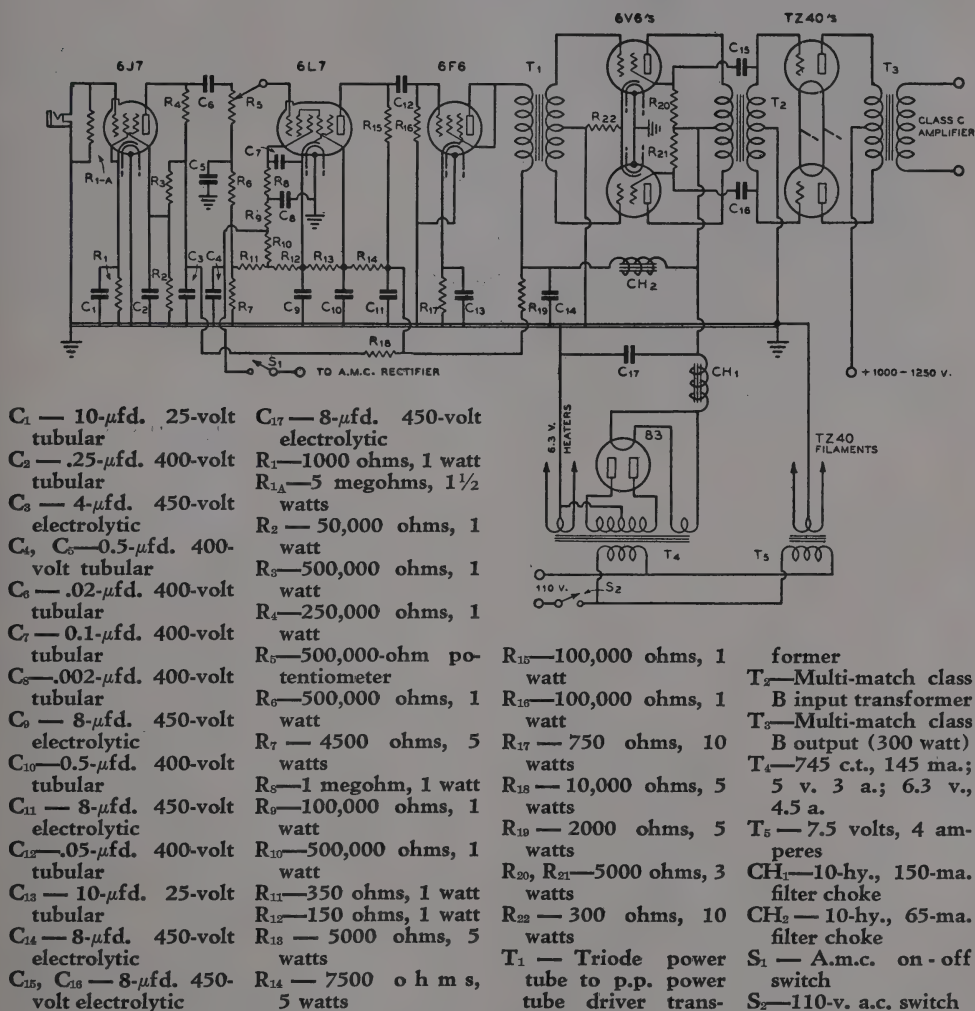 6J7
6L7
6F6
6V6's
TZ40's
C6
R4
R5
C12
R15
R16
T1
C15
R20
R22
R21
C16
T2
T3
CLASS C
AMPLIFIER
R1-A
R3
C5
R6
C7
R8
R9
C8
R10
R1
C1
C2
R2
C3
C4
R11
R12
R13
R14
R7
C9
C10
C11
R17
C13
R19
C14
CH2
R18
S1
TO A.M.C. RECTIFIER
C17
CH1
+1000-1250 V.
6.3 V.
HEATERS
83
TZ40
FILAMENTS
T4
T5
110 V.
S2
C1 — 10-μfd. 25-volt
tubular
C2 — .25-μfd. 400-volt
tubular
C3 — 4-μfd. 450-volt
electrolytic
C4, C5—0.5-μfd. 400-
volt tubular
C6 — .02-μfd. 400-volt
tubular
C7 — 0.1-μfd. 400-volt
tubular
C8—.002-μfd. 400-volt
tubular
C9 — 8-μfd. 450-volt
electrolytic
C10—0.5-μfd. 400-volt
tubular
C11 — 8-μfd. 450-volt
electrolytic
C12—.05-μfd. 400-volt
tubular
C13 — 10-μfd. 25-volt
tubular
C14 — 8-μfd. 450-volt
electrolytic
C15, C16 — 8-μfd. 450-
volt electrolytic
C17 — 8-μfd. 450-volt
electrolytic
R1—1000 ohms, 1 watt
R1A—5 megohms, 1½
watts
R2 — 50,000 ohms, 1
watt
R3—500,000 ohms, 1
watt
R4—250,000 ohms, 1
watt
R5—500,000-ohm po-
tentiometer
R6—500,000 ohms, 1
watt
R7 — 4500 ohms, 5
watts
R8—1 megohm, 1 watt
R9—100,000 ohms, 1
watt
R10—500,000 ohms, 1
watt
R11—350 ohms, 1 watt
R12—150 ohms, 1 watt
R13 — 5000 ohms, 5
watts
R14 — 7500 ohms,
5 watts
R15—100,000 ohms, 1
watt
R16—100,000 ohms, 1
watt
R17 — 750 ohms, 10
watts
R18 — 10,000 ohms, 5
watts
R19 — 2000 ohms, 5
watts
R20, R21—5000 ohms, 3
watts
R22 — 300 ohms, 10
watts
T1 — Triode power
tube to p.p. power
tube driver trans-
former
T2—Multi-match class
B input transformer
T3—Multi-match class
B output (300 watt)
T4—745 c.t., 145 ma.;
5 v. 3 a.; 6.3 v.,
4.5 a.
T5 — 7.5 volts, 4 am-
peres
CH1—10-hy., 150-ma.
filter choke
CH2 — 10-hy., 65-ma.
filter choke
S1 — A.m.c. on-off
switch
S2—110-v. a.c. switch